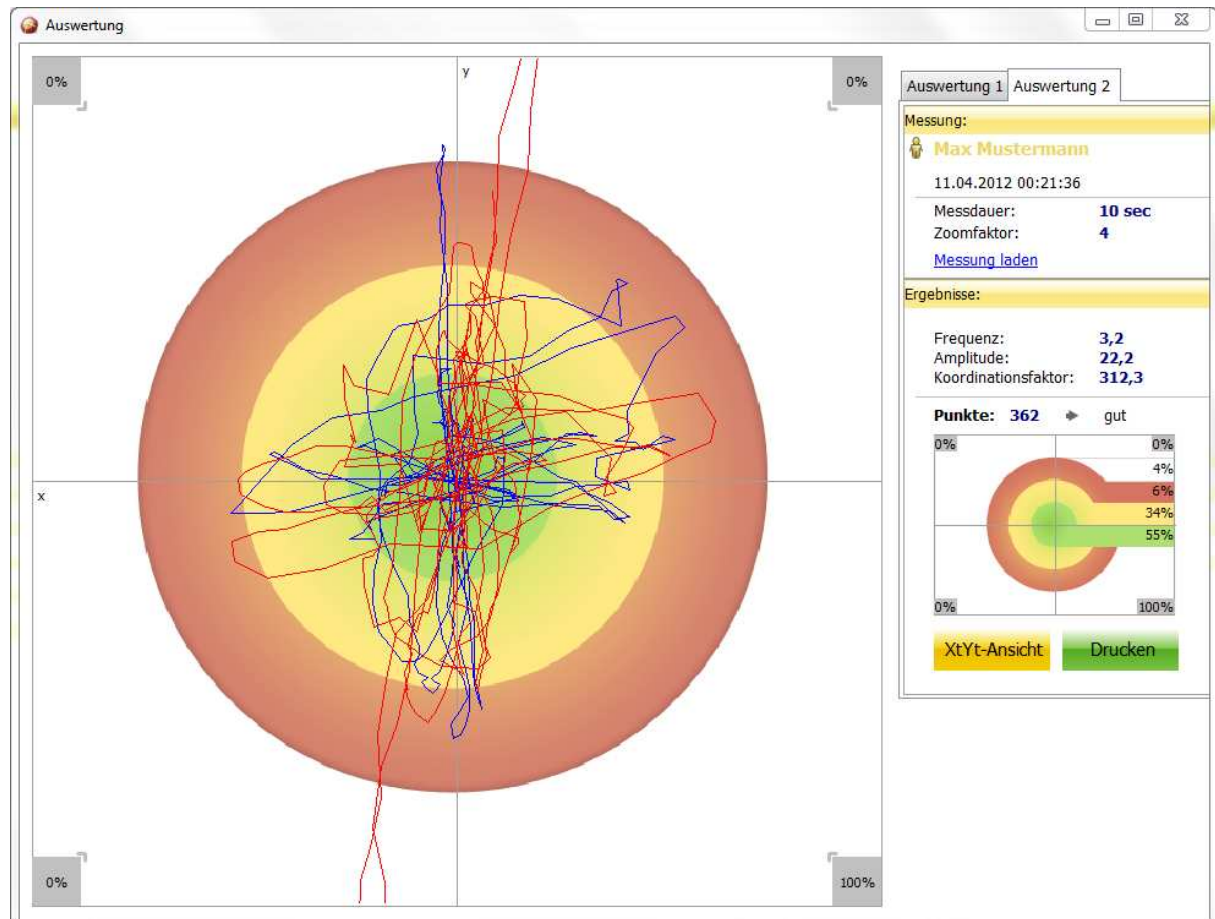 Auswertung
0%
y
0%
x
0%
100%
Auswertung 1
Auswertung 2
Messung:
Max Mustermann
11.04.2012 00:21:36
Messdauer: 10 sec
Zoomfaktor: 4
Messung laden
Ergebnisse:
Frequenz: 3,2
Amplitude: 22,2
Koordinationsfaktor: 312,3
Punkte: 362 gut
0% 0%
4%
6%
34%
55%
0% 100%
XtYt-Ansicht
Drucken